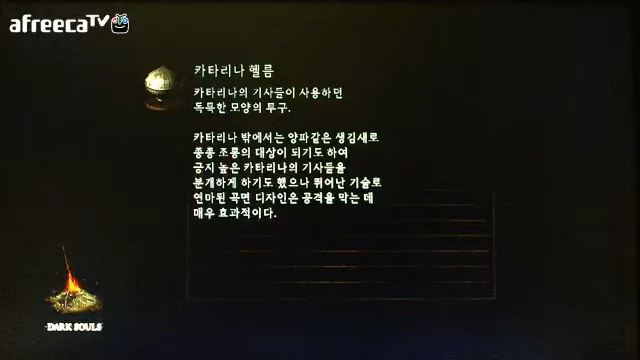 afreecaTV
카타리나 헬름
카타리나의 기사들이 사용하던
독특한 모양의 투구.
카타리나 밖에서는 양파같은 생김새로
종종 조롱의 대상이 되기도 하여
긍지 높은 카타리나의 기사들을
분개하게 하기도 했으나 뛰어난 기술로
연마된 곡면 디자인은 공격을 막는 데
매우 효과적이다.
DARK SOULS